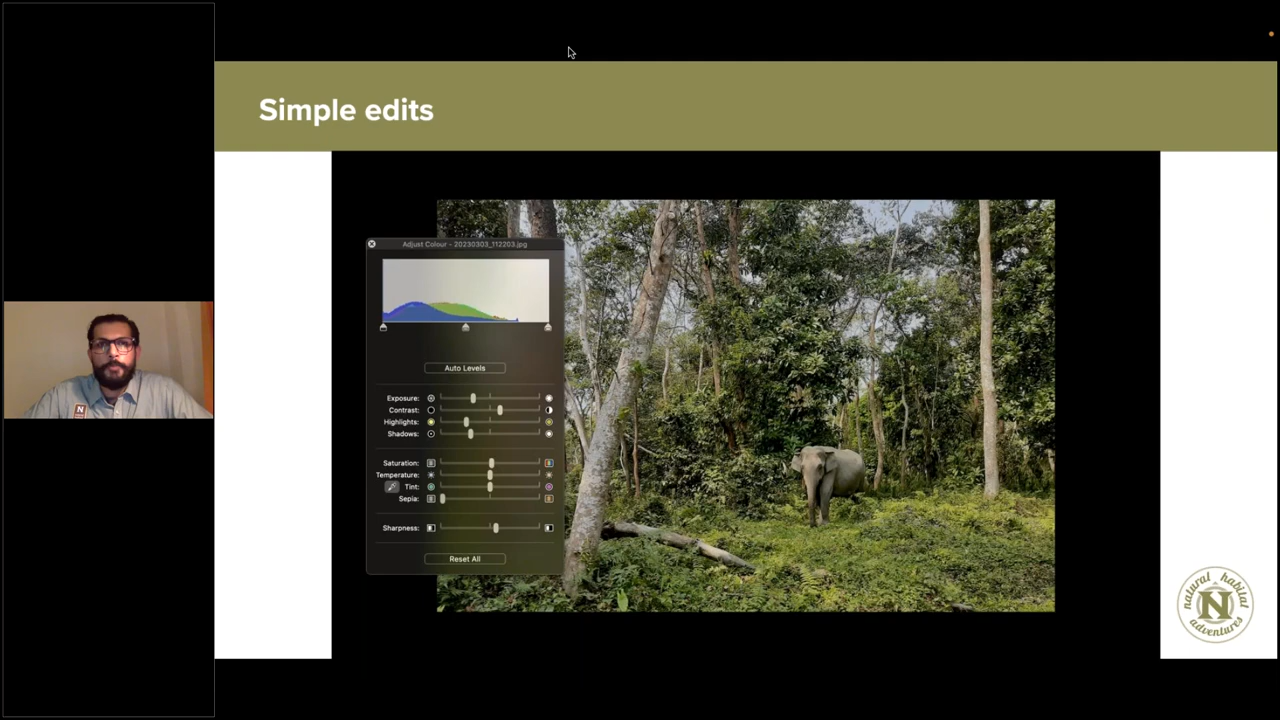 Simple edits
Adjust Colour - 20230303_112203.jpg
Auto Levels
Exposure:
Contrast:
Highlights:
Shadows:
Saturation:
Temperature:
Tint:
Sepia:
Sharpness:
Reset All
natural habitat
N
adventures
N